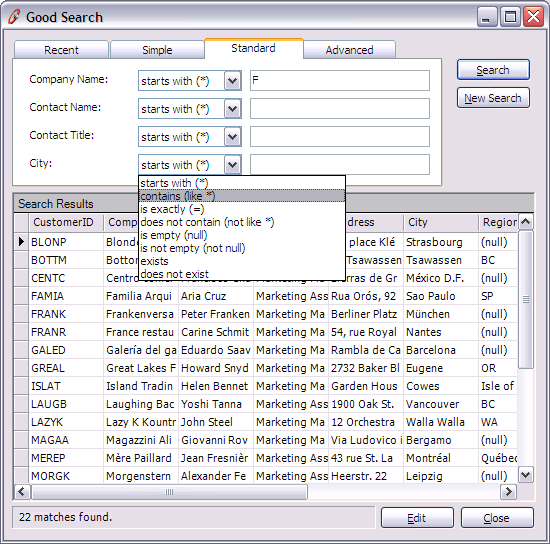 Good Search
Recent Simple Standard Advanced
Company Name: starts with (*) F Search
Contact Name: starts with (*) New Search
Contact Title: starts with (*)
City: starts with (*)
starts with (*)
contains (like *)
is exactly (=)
does not contain (not like *)
is empty (null)
is not empty (not null)
exists
does not exist
Search Results
CustomerID Comp dress City Region
BLONP Blonde place Klé Strasbourg (null)
BOTTM Botton Tsawassen Tsawassen BC
CENTC México D.F. (null)
FAMIA Familia Arqui Aria Cruz Marketing Ass Rua Orós, 92 Sao Paulo SP
FRANK Frankenversa Peter Franken Marketing Ma Berliner Platz München (null)
FRANR France restau Carine Schmit Marketing Ma 54, rue Royal Nantes (null)
GALED Galería del ga Eduardo Saav Marketing Ma Rambla de Ca Barcelona (null)
GREAL Great Lakes F Howard Snyd Marketing Ma 2732 Baker Bl Eugene OR
ISLAT Island Tradin Helen Bennet Marketing Ma Garden Hous Cowes Isle of
LAUGB Laughing Bac Yoshi Tanna Marketing Ass 1900 Oak St. Vancouver BC
LAZYK Lazy K Kountr John Steel Marketing Ma 12 Orchestra Walla Walla WA
MAGAA Magazzini Ali Giovanni Rov Marketing Ma Via Ludovico i Bergamo (null)
MEREP Mère Paillard Jean Fresnièr Marketing Ass 43 rue St. La Montréal Québec
MORGK Morgenstern Alexander Fe Marketing Ass Heerstr. 22 Leipzig (null)
22 matches found. Edit Close